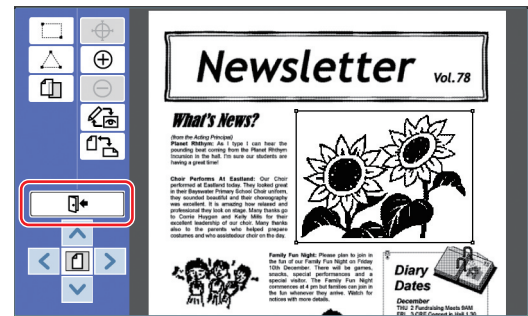 Newsletter Vol. 78
What's News?
(from the Acting Principal)
Planet Rhthym: As I type I can hear the
pounding beat coming from the Planet Rhthym
Incursion in the hall. I'm sure our students are
having a great time!
Choir Performs At Eastland: Our Choir
performed at Eastland today. They looked great
in their Bayswater Primary School Choir uniform,
they sounded beautiful and their choreography
was excellent. It is amazing how relaxed and
professional they look on stage. Many thanks go
to Corrie Huygen and Kelly Mills for their
excellent leadership of our choir. Many thanks
also to the parents who helped prepare
costumes and who assistedour choir on the day.
Family Fun Night: Please plan to join in
the fun of our Family Fun Night on Friday
10th December. There will be games,
snacks, special performances and a
special visitor. The Family Fun Night
commences at 4 pm but families can join in
the fun whenever they arrive. Watch for
notices with more details.
Diary
Dates
December
THU 2 Fundraising Meets 9AM